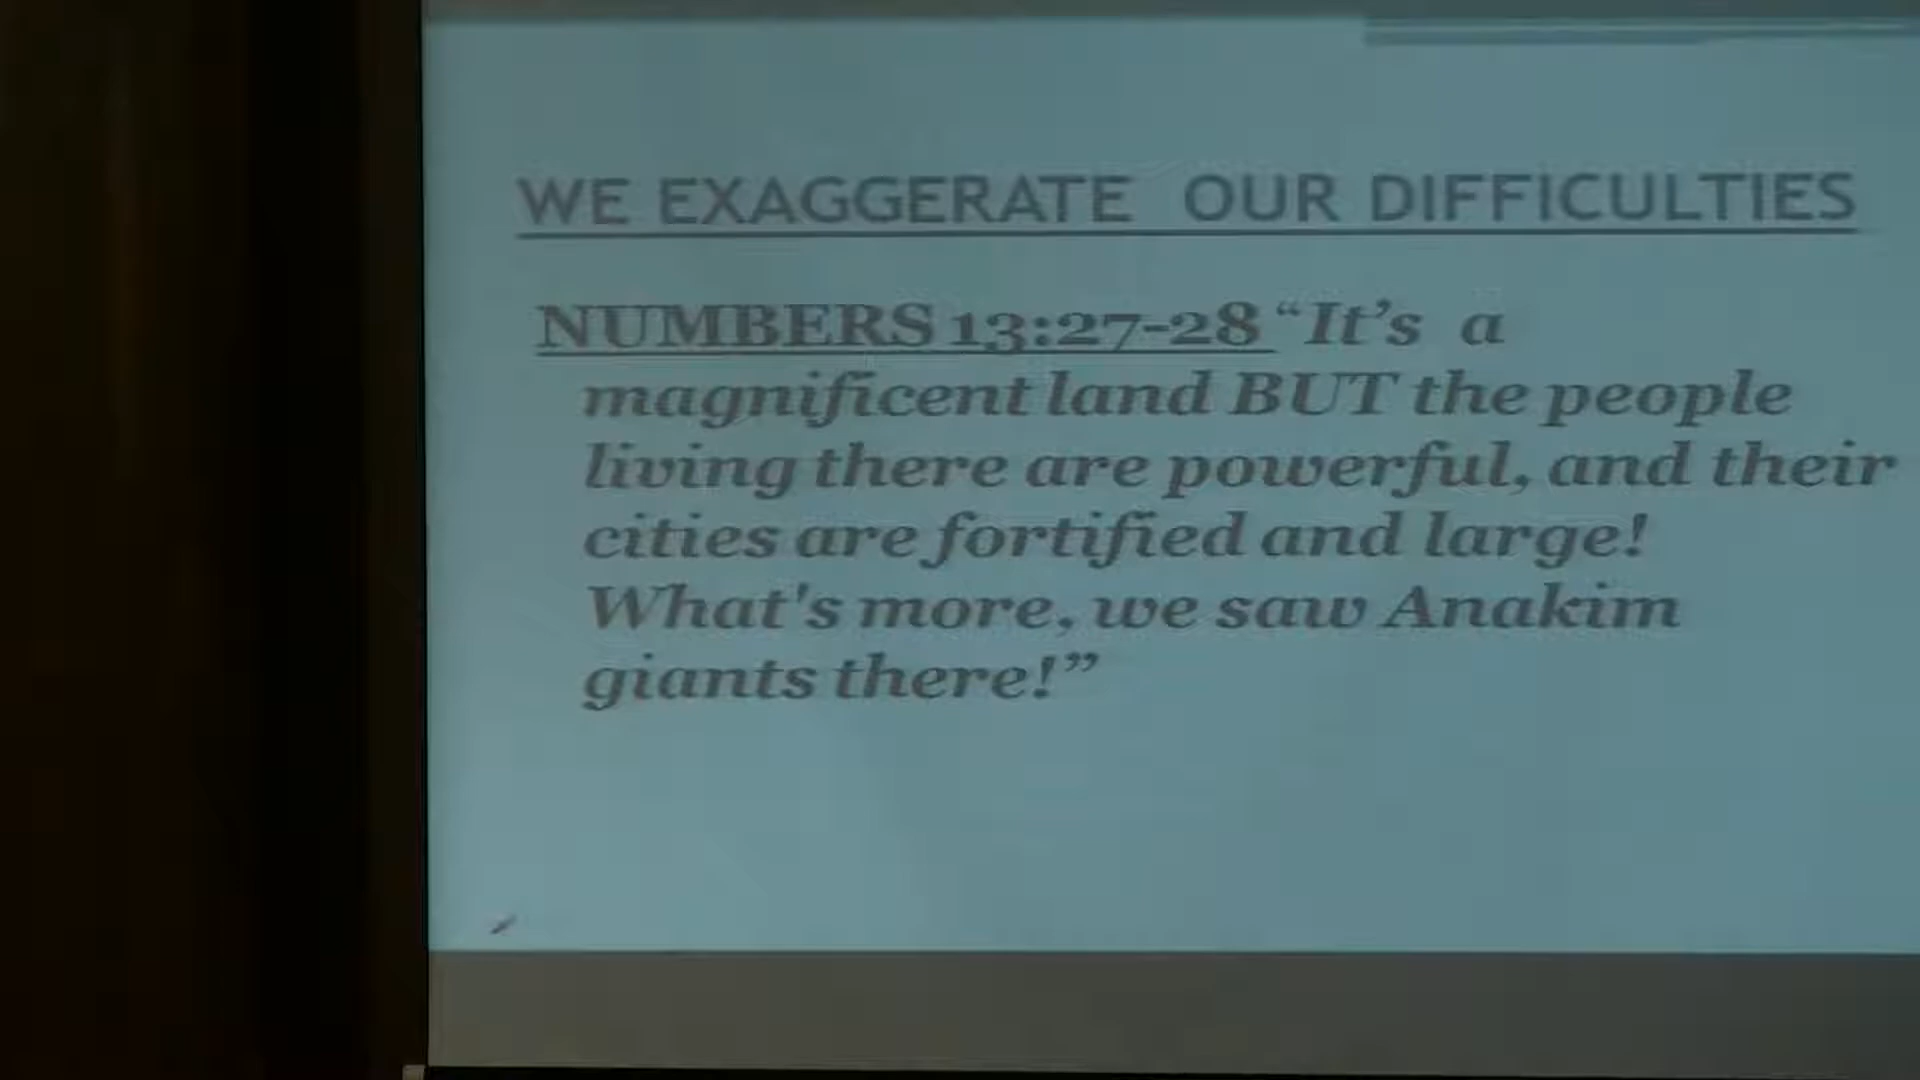 WE EXAGGERATE OUR DIFFICULTIES
NUMBERS 13:27-28 “It’s a
magnificent land BUT the people
living there are powerful, and their
cities are fortified and large!
What's more, we saw Anakim
giants there!”